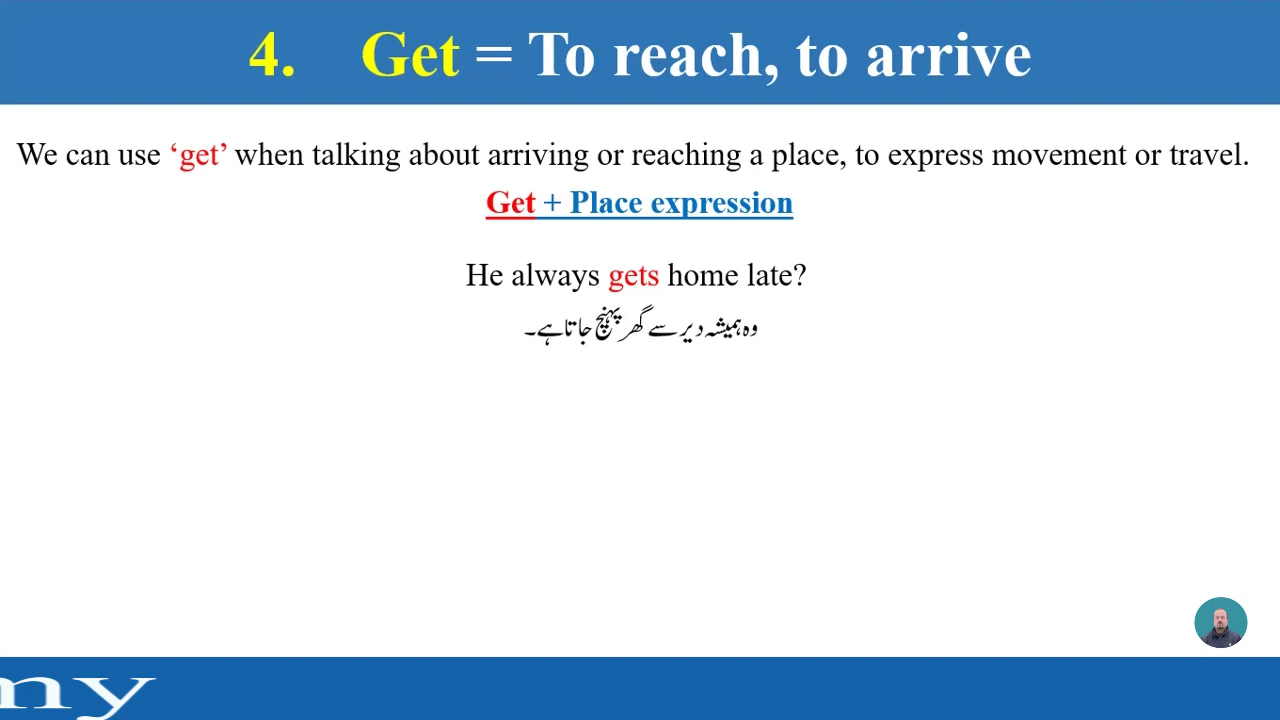 4. Get = To reach, to arrive
We can use ‘get’ when talking about arriving or reaching a place, to express movement or travel.
Get + Place expression
He always gets home late?
وہ ہمیشہ دیر سے گھر پہنچ جاتا ہے۔
ny